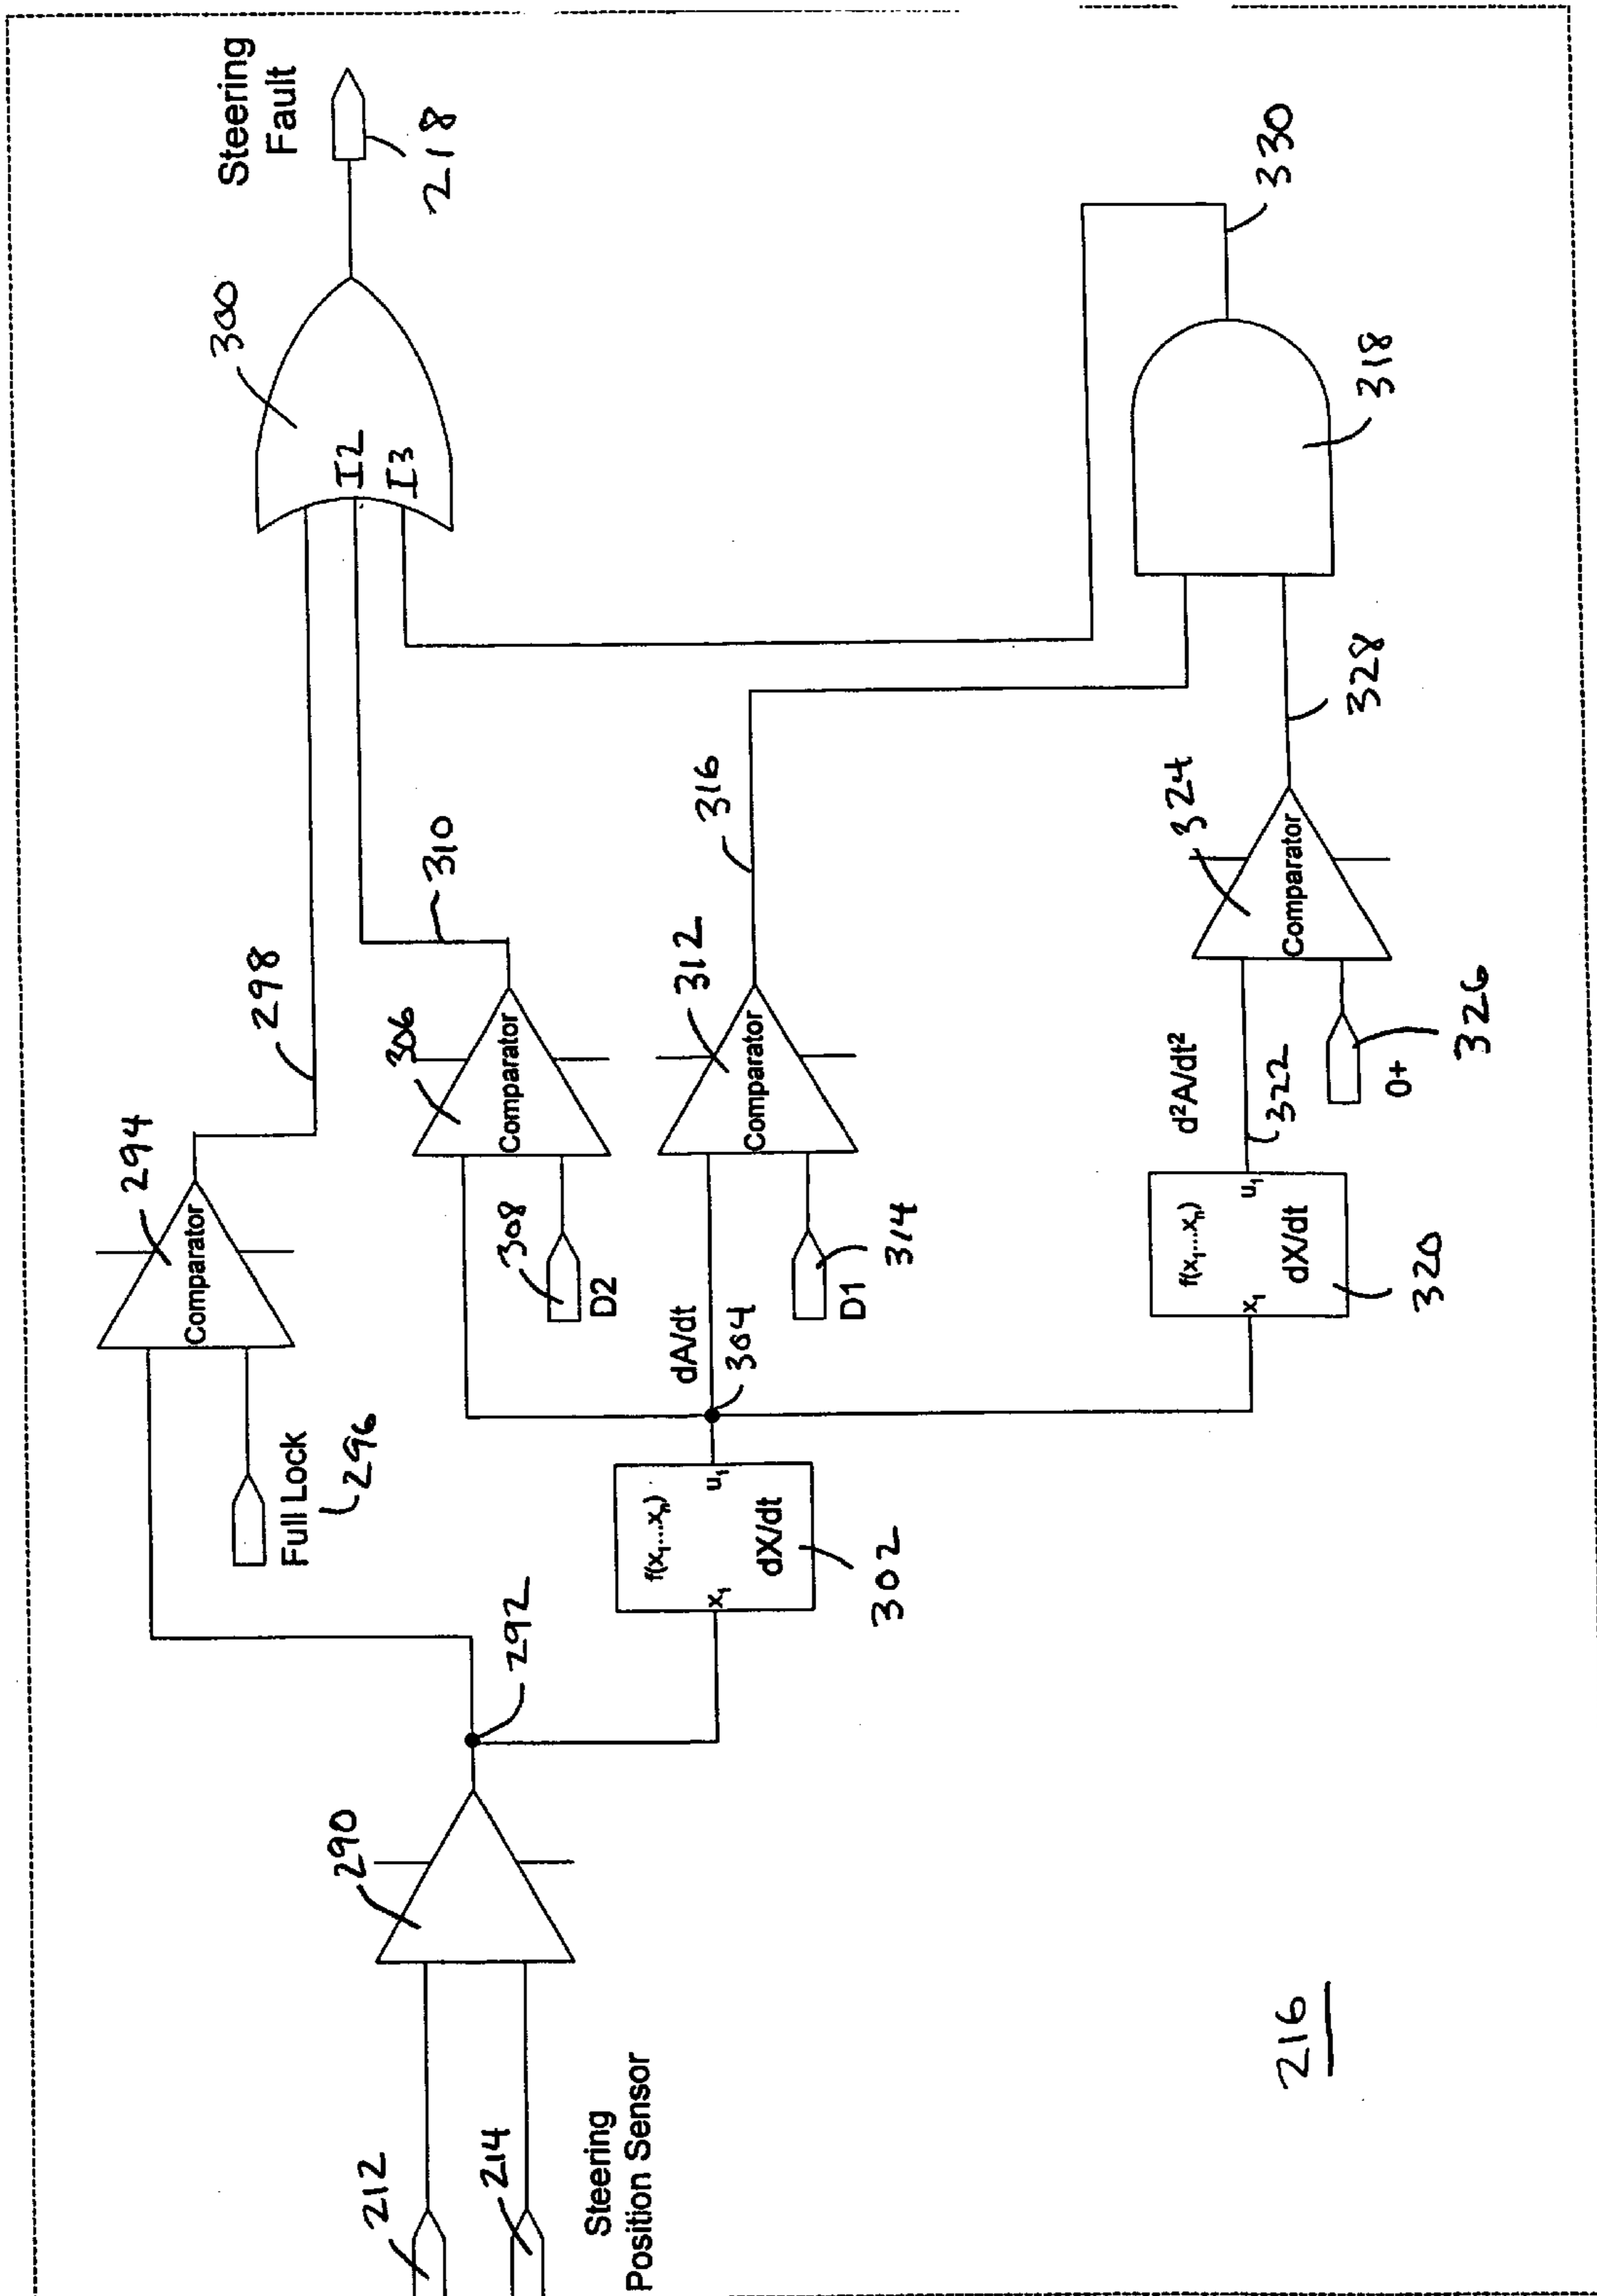 212
214
Steering
Position Sensor
290
292
Full Lock
296
294
Comparator
298
f(x₁...xₙ)
x₁
u₁
dX/dt
302
dA/dt
304
308
D2
306
Comparator
310
D1
314
312
Comparator
316
f(x₁...xₙ)
x₁
u₁
dX/dt
320
d²A/dt²
322
0+
326
324
Comparator
328
318
330
I2
I3
300
Steering
Fault
218
216